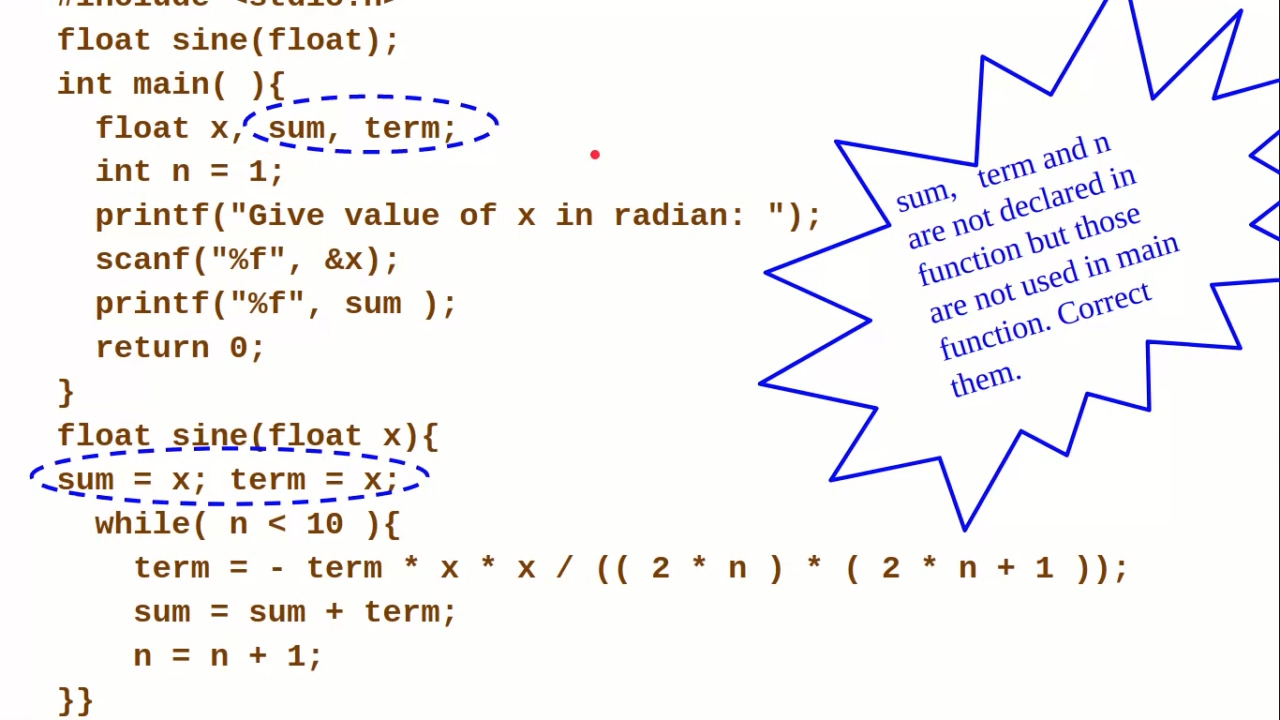 #include <stdio.h>
float sine(float);
int main( ){
float x, sum, term;
int n = 1;
printf("Give value of x in radian: ");
scanf("%f", &x);
printf("%f", sum );
return 0;
}
float sine(float x){
sum = x; term = x;
while( n < 10 ){
term = - term * x * x / (( 2 * n ) * ( 2 * n + 1 ));
sum = sum + term;
n = n + 1;
}}
sum, term and n
are not declared in
function but those
are not used in main
function. Correct
them.